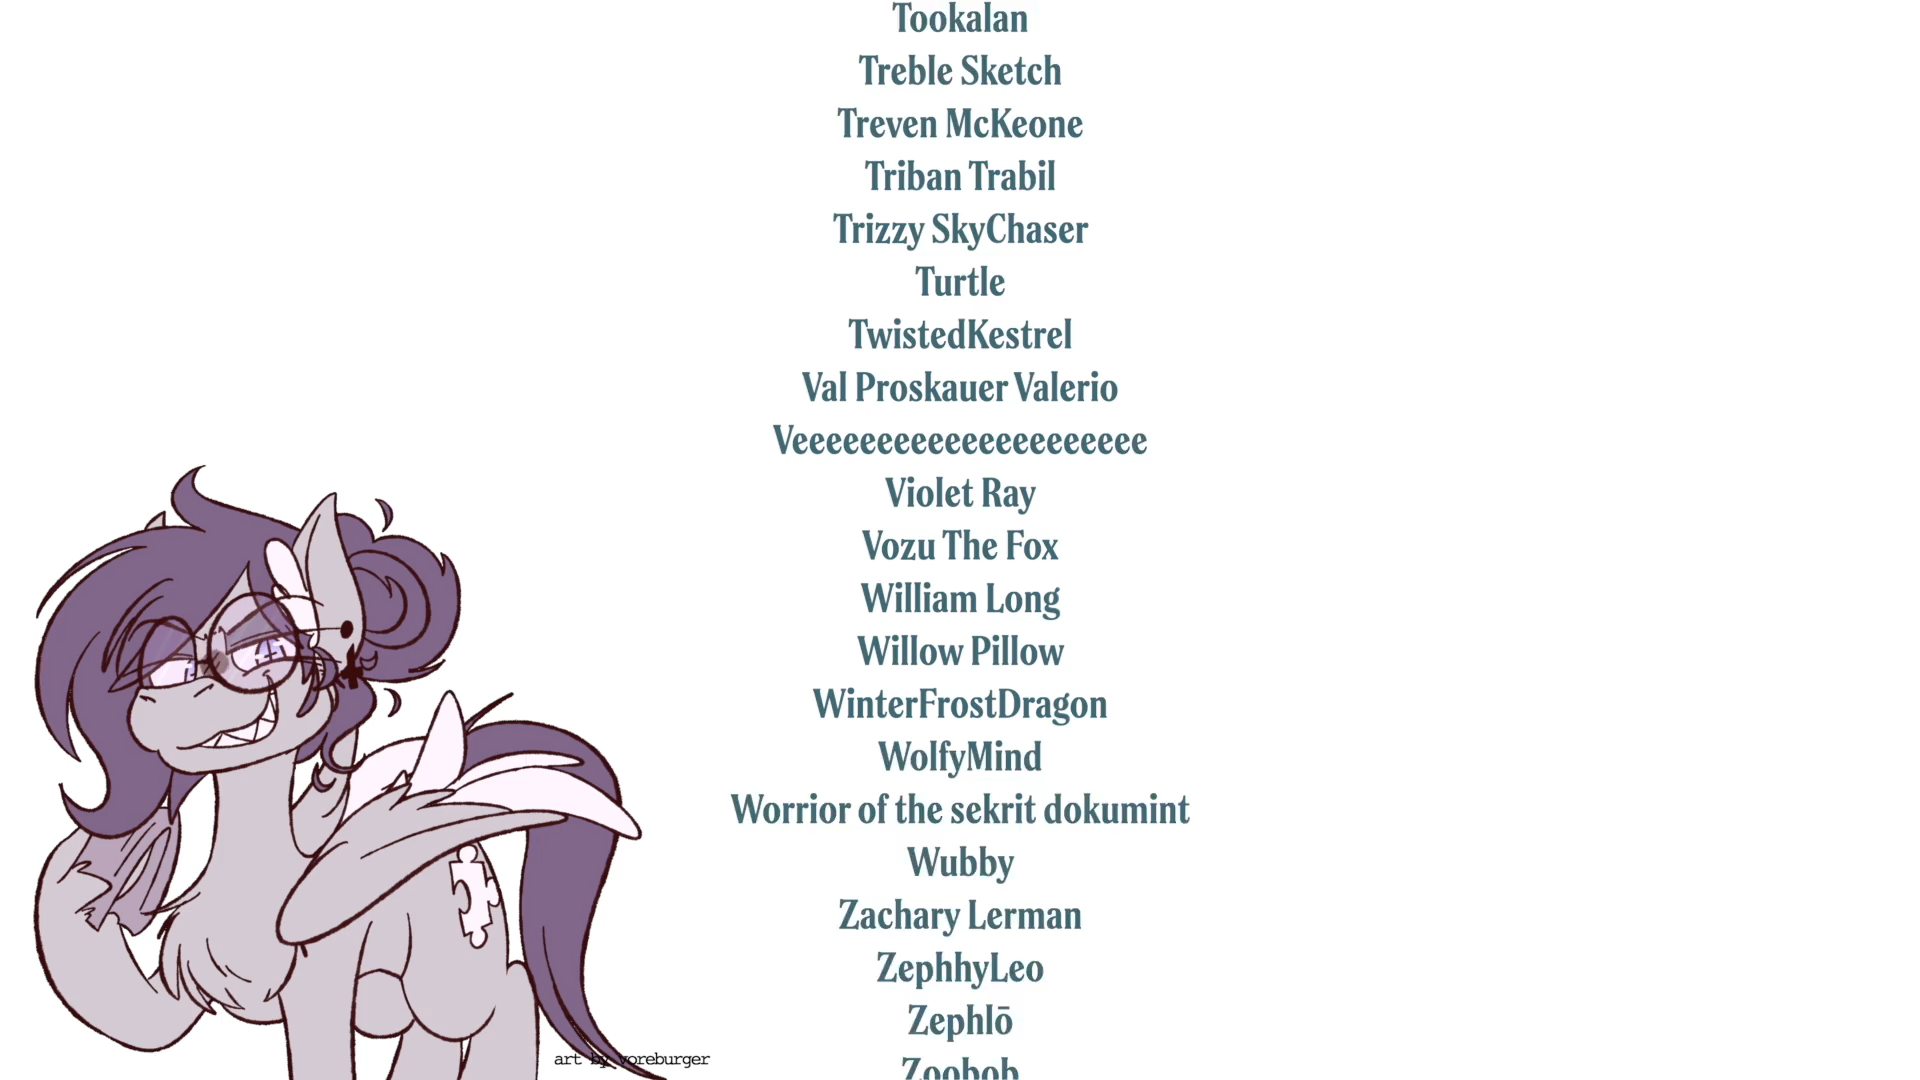 Tookalan
Treble Sketch
Treven McKeone
Triban Trabil
Trizzy SkyChaser
Turtle
TwistedKestrel
Val Proskauer Valerio
Veeeeeeeeeeeeeeeeeeeee
Violet Ray
Vozu The Fox
William Long
Willow Pillow
WinterFrostDragon
WolfyMind
Worrior of the sekrit dokumint
Wubby
Zachary Lerman
ZephhyLeo
Zephlō
Zoobob
art by voreburger